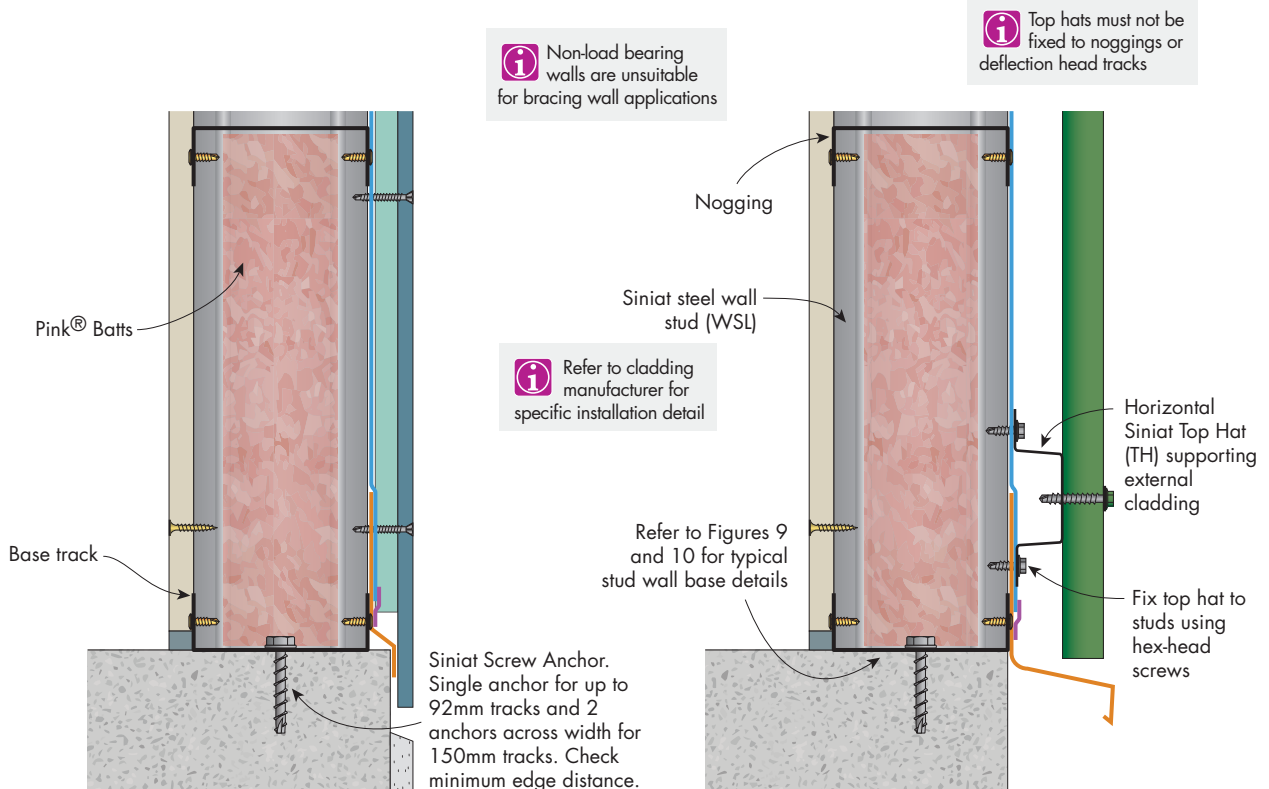 Non-load bearing
walls are unsuitable
for bracing wall applications
Top hats must not be
fixed to noggings or
deflection head tracks
Nogging
Pink® Batts
Siniat steel wall
stud (WSL)
Refer to cladding
manufacturer for
specific installation detail
Horizontal
Siniat Top Hat
(TH) supporting
external
cladding
Base track
Refer to Figures 9
and 10 for typical
stud wall base details
Fix top hat to
studs using
hex-head
screws
Siniat Screw Anchor.
Single anchor for up to
92mm tracks and 2
anchors across width for
150mm tracks. Check
minimum edge distance.